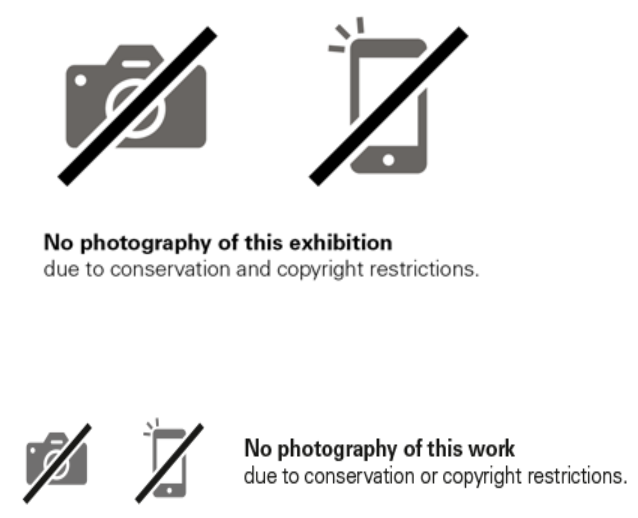 No photography of this exhibition
due to conservation and copyright restrictions.
No photography of this work
due to conservation or copyright restrictions.